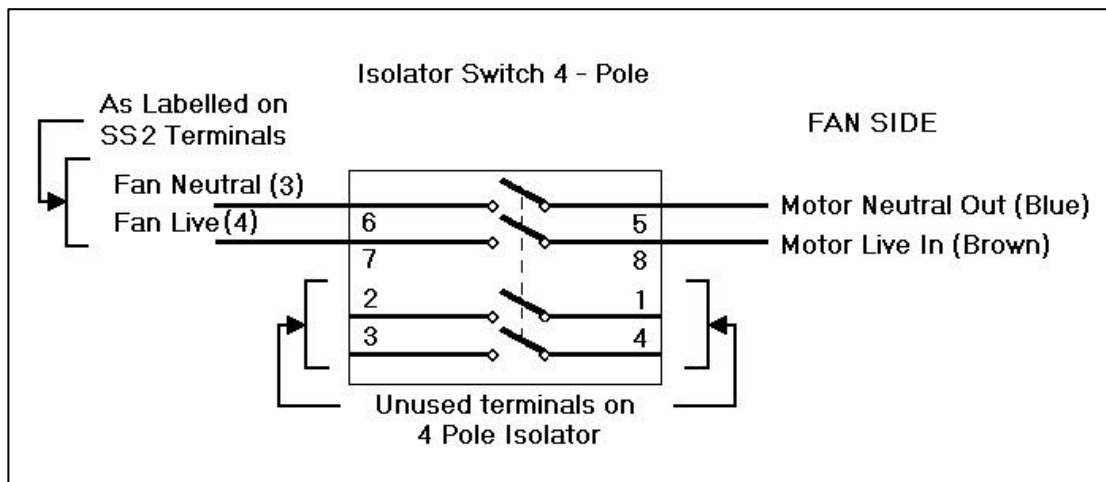 Isolator Switch 4 - Pole
As Labelled on
SS2 Terminals
FAN SIDE
Fan Neutral (3)
Fan Live (4)
6
5
Motor Neutral Out (Blue)
Motor Live In (Brown)
7
8
2
1
3
4
Unused terminals on
4 Pole Isolator